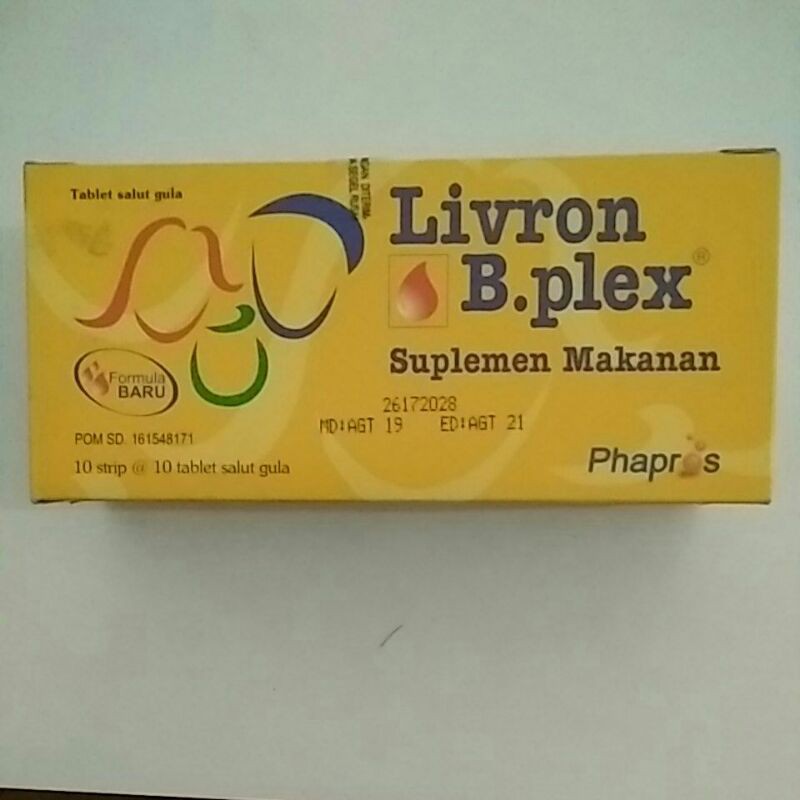 Tablet salut gula
Livron
B.plex®
Suplemen Makanan
Formula
BARU
26172028
MD:AGT 19 ED:AGT 21
POM SD. 161548171
10 strip @ 10 tablet salut gula
Phapros